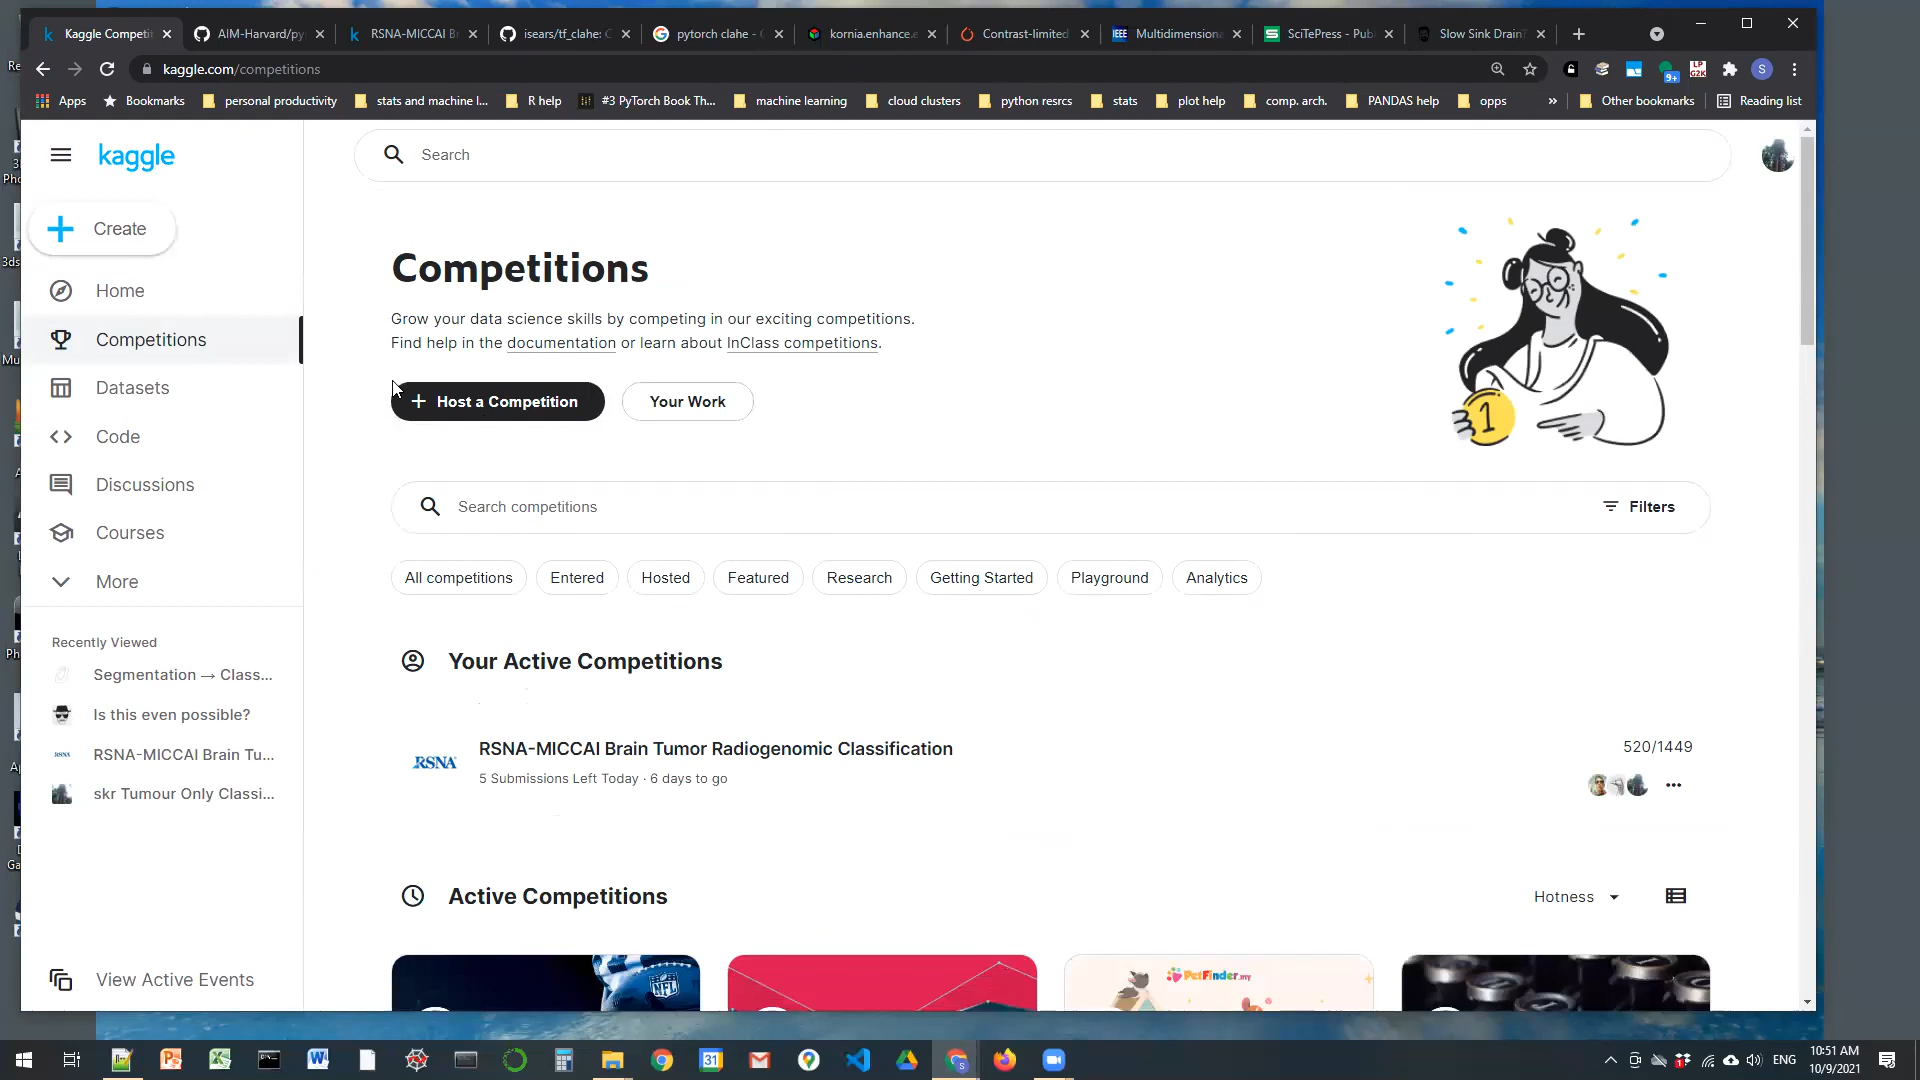 Kaggle Competi
AIM-Harvard/py
RSNA-MICCAI B
isears/tf_clahe: C
pytorch clahe - G
kornia.enhance.e
Contrast-limited
IEEE Multidimensiona
SciTePress - Pub
Slow Sink Drain?
kaggle.com/competitions
9+
LP G2K
S
Apps
Bookmarks
personal productivity
stats and machine l...
R help
#3 PyTorch Book Th...
machine learning
cloud clusters
python resrcs
stats
plot help
comp. arch.
PANDAS help
opps
»
Other bookmarks
Reading list
kaggle
Search
Create
Home
Competitions
Datasets
Code
Discussions
Courses
More
Recently Viewed
Segmentation → Class...
Is this even possible?
RSNA RSNA-MICCAI Brain Tu...
skr Tumour Only Classi...
View Active Events
Competitions
Grow your data science skills by competing in our exciting competitions.
Find help in the documentation or learn about InClass competitions.
Host a Competition
Your Work
1
Search competitions
Filters
All competitions
Entered
Hosted
Featured
Research
Getting Started
Playground
Analytics
Your Active Competitions
RSNA
RSNA-MICCAI Brain Tumor Radiogenomic Classification
5 Submissions Left Today · 6 days to go
520/1449
Active Competitions
Hotness
NFL
PetFinder.my
31
ENG
10:51 AM
10/9/2021